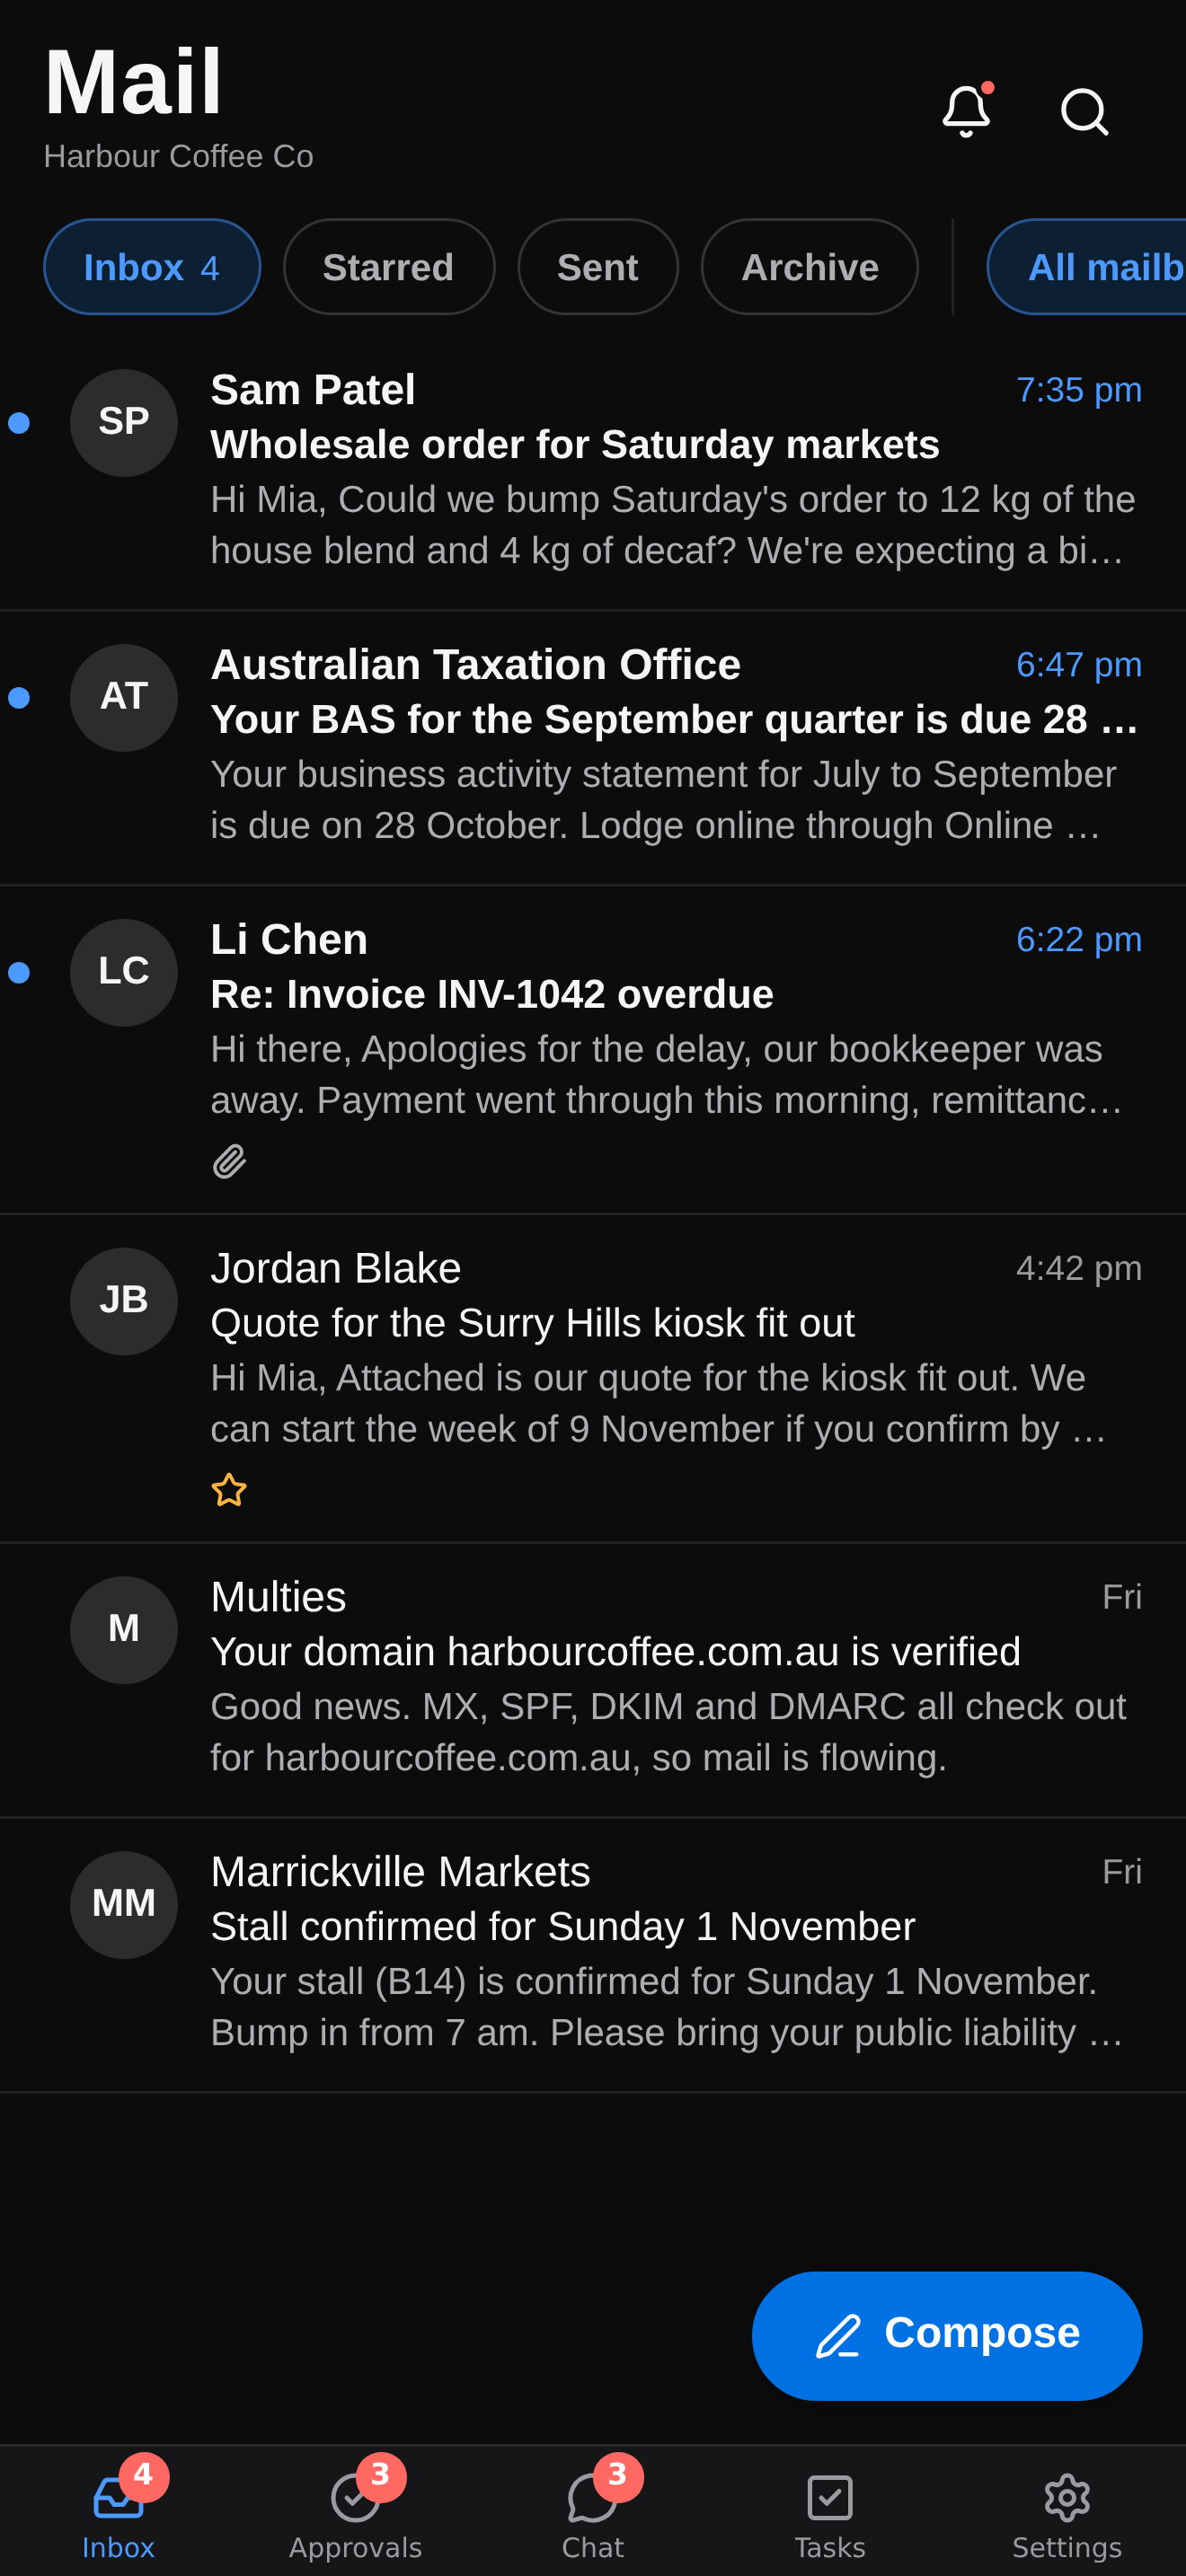 Mail
Harbour Coffee Co
Inbox 4
Starred
Sent
Archive
All mailb
SP
Sam Patel
7:35 pm
Wholesale order for Saturday markets
Hi Mia, Could we bump Saturday's order to 12 kg of the
house blend and 4 kg of decaf? We're expecting a bi…
AT
Australian Taxation Office
6:47 pm
Your BAS for the September quarter is due 28 …
Your business activity statement for July to September
is due on 28 October. Lodge online through Online …
LC
Li Chen
6:22 pm
Re: Invoice INV-1042 overdue
Hi there, Apologies for the delay, our bookkeeper was
away. Payment went through this morning, remittanc…
JB
Jordan Blake
4:42 pm
Quote for the Surry Hills kiosk fit out
Hi Mia, Attached is our quote for the kiosk fit out. We
can start the week of 9 November if you confirm by …
M
Multies
Fri
Your domain harbourcoffee.com.au is verified
Good news. MX, SPF, DKIM and DMARC all check out
for harbourcoffee.com.au, so mail is flowing.
MM
Marrickville Markets
Fri
Stall confirmed for Sunday 1 November
Your stall (B14) is confirmed for Sunday 1 November.
Bump in from 7 am. Please bring your public liability …
Compose
4
Inbox
3
Approvals
3
Chat
Tasks
Settings